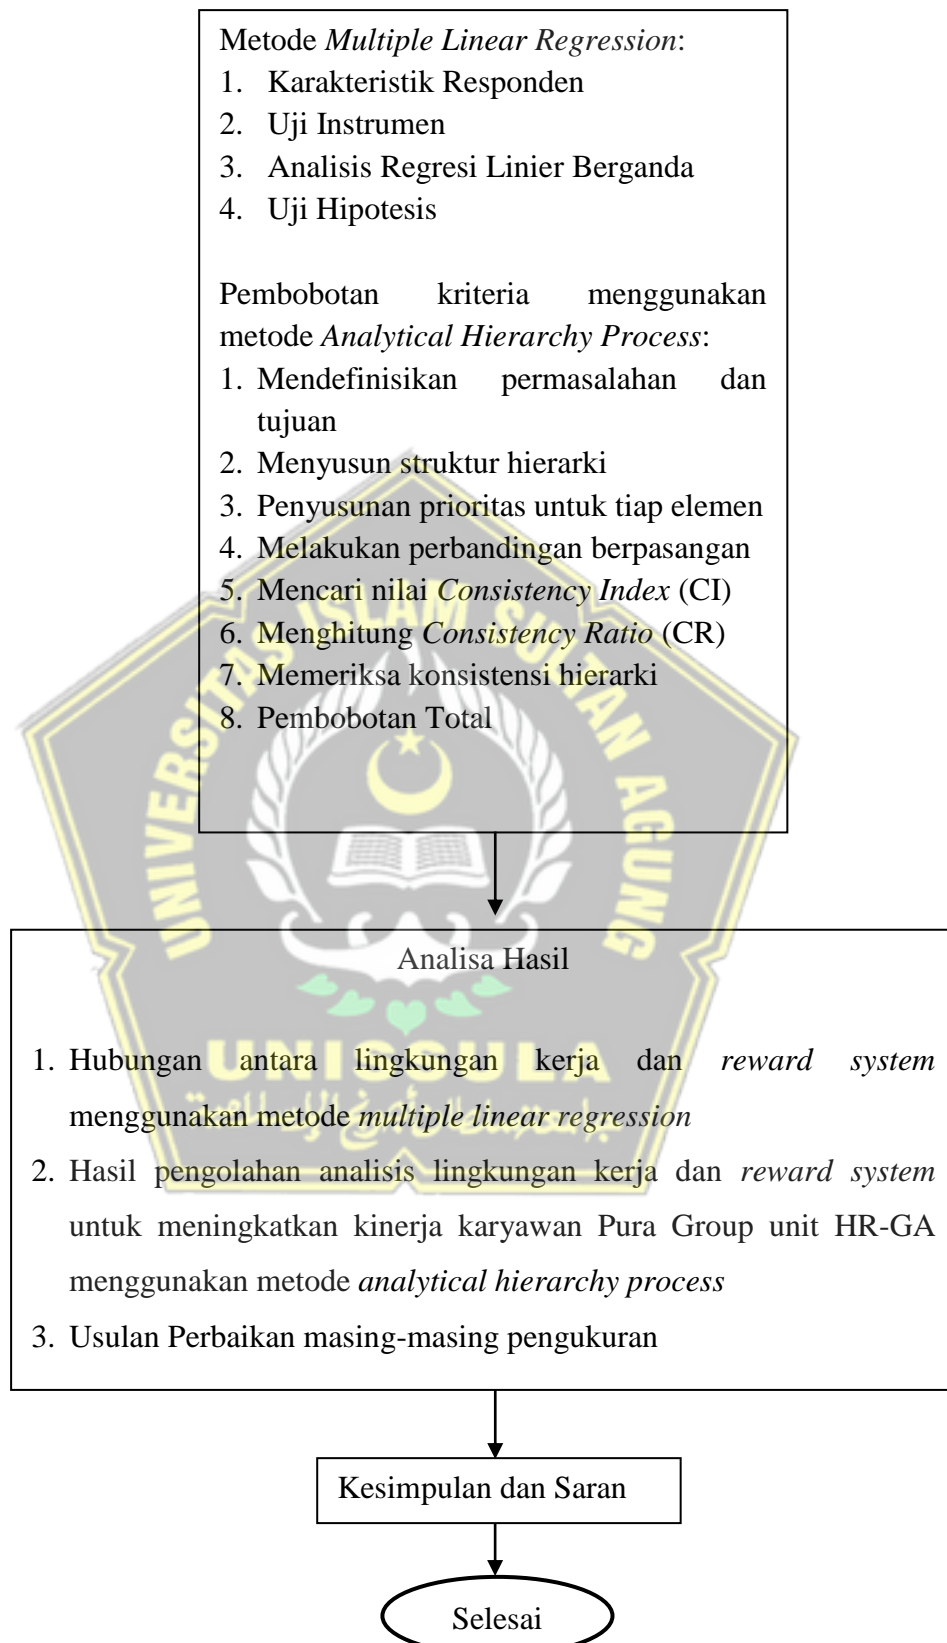 Metode Multiple Linear Regression:
1. Karakteristik Responden
2. Uji Instrumen
3. Analisis Regresi Linier Berganda
4. Uji Hipotesis
Pembobotan kriteria menggunakan
metode Analytical Hierarchy Process:
1. Mendefinisikan permasalahan dan
tujuan
2. Menyusun struktur hierarki
3. Penyusunan prioritas untuk tiap elemen
4. Melakukan perbandingan berpasangan
5. Mencari nilai Consistency Index (CI)
6. Menghitung Consistency Ratio (CR)
7. Memeriksa konsistensi hierarki
8. Pembobotan Total
UNIVERSITAS ISLAM SULTAN AGUNG
Analisa Hasil
1. Hubungan antara lingkungan kerja dan reward system
menggunakan metode multiple linear regression
2. Hasil pengolahan analisis lingkungan kerja dan reward system
untuk meningkatkan kinerja karyawan Pura Group unit HR-GA
menggunakan metode analytical hierarchy process
3. Usulan Perbaikan masing-masing pengukuran
UNISSULA
Kesimpulan dan Saran
Selesai